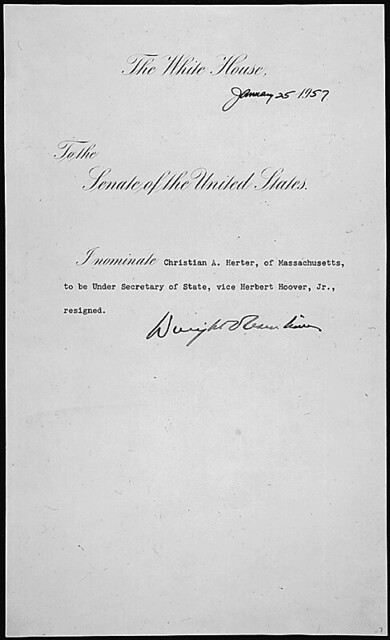 The White House,
January 25 1957
To the
Senate of the United States.
I nominate Christian A. Herter, of Massachusetts,
to be Under Secretary of State, vice Herbert Hoover, Jr.,
resigned.
Dwight D Eisenhower